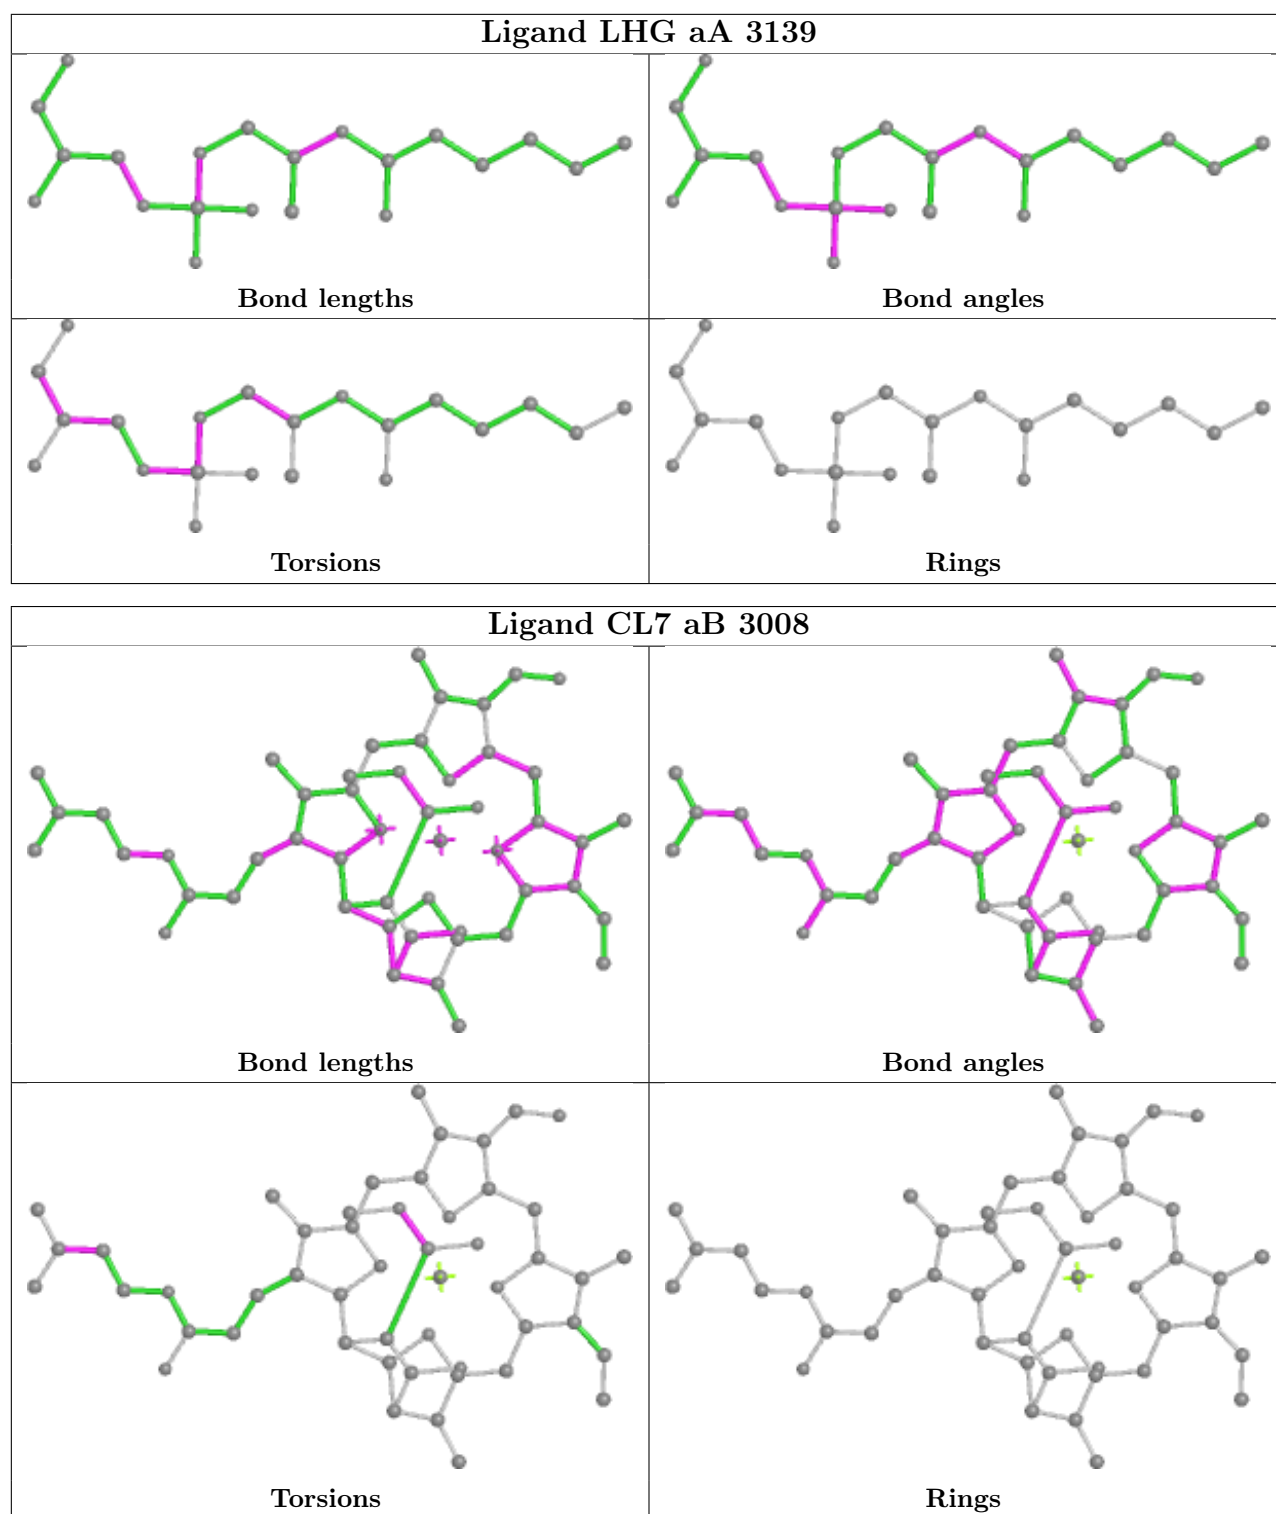 Ligand LHG aA 3139
Bond lengths
Bond angles
Torsions
Rings
Ligand CL7 aB 3008
Bond lengths
Bond angles
Torsions
Rings